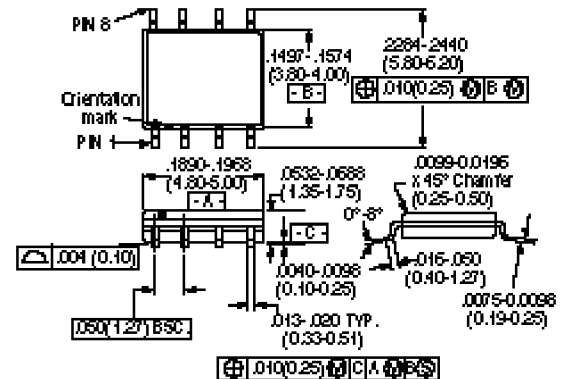 PIN 8
.1497-.1574
(3.80-4.00)
- B -
.2284-.2440
(5.80-6.20)
.010(0.25) M B M
Orientation
mark
PIN 1
.1890-.1968
(4.80-5.00)
- A -
.0532-.0688
(1.35-1.75)
.0099-0.0196
x 45° Chamfer
(0.25-0.50)
0°-8°
- C -
.004 (0.10)
.0040-.0098
(0.10-0.25)
.016-.050
(0.40-1.27)
.0075-0.0098
(0.19-0.25)
.050(1.27) BSC.
.013-.020 TYP.
(0.33-0.51)
.010(0.25) M C A M B S